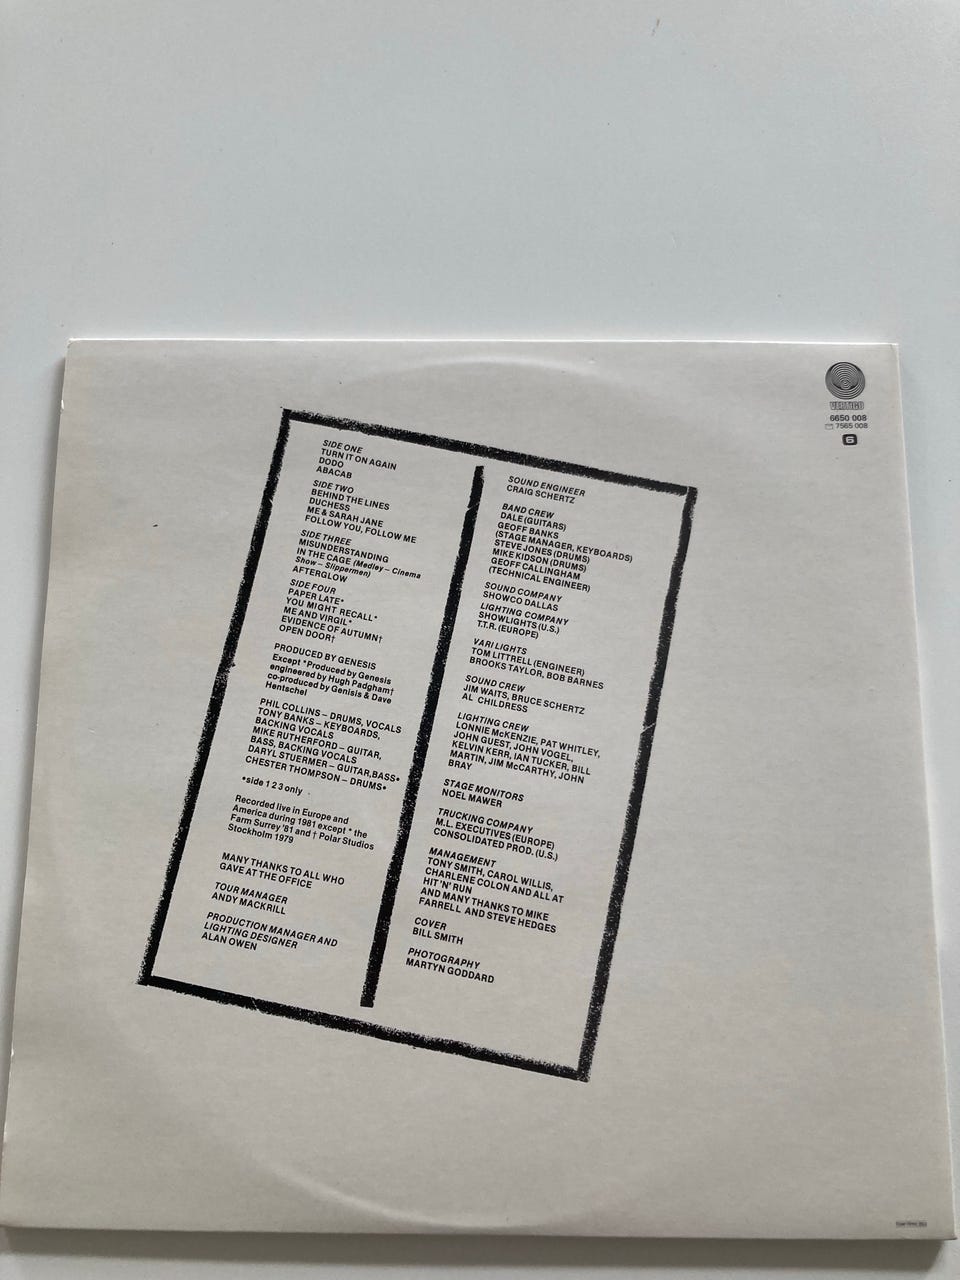 SIDE ONE
TURN IT ON AGAIN
DODO
ABACAB
SIDE TWO
BEHIND THE LINES
DUCHESS
ME & SARAH JANE
FOLLOW YOU, FOLLOW ME
SIDE THREE
MISUNDERSTANDING
IN THE CAGE (Medley – Cinema
Show – Slippermen)
AFTERGLOW
SIDE FOUR
PAPER LATE*
YOU MIGHT RECALL*
ME AND VIRGIL*
EVIDENCE OF AUTUMN†
OPEN DOOR†
PRODUCED BY GENESIS
Except *Produced by Genesis
engineered by Hugh Padgham†
co-produced by Genisis & Dave
Hentschel
PHIL COLLINS – DRUMS, VOCALS
TONY BANKS – KEYBOARDS,
BACKING VOCALS
MIKE RUTHERFORD – GUITAR,
BASS, BACKING VOCALS
DARYL STUERMER – GUITAR,BASS•
CHESTER THOMPSON – DRUMS•
•side 1 2 3 only
Recorded live in Europe and
America during 1981 except * the
Farm Surrey '81 and † Polar Studios
Stockholm 1979
MANY THANKS TO ALL WHO
GAVE AT THE OFFICE
TOUR MANAGER
ANDY MACKRILL
PRODUCTION MANAGER AND
LIGHTING DESIGNER
ALAN OWEN
SOUND ENGINEER
CRAIG SCHERTZ
BAND CREW
DALE (GUITARS)
GEOFF BANKS
(STAGE MANAGER, KEYBOARDS)
STEVE JONES (DRUMS)
MIKE KIDSON (DRUMS)
GEOFF CALLINGHAM
(TECHNICAL ENGINEER)
SOUND COMPANY
SHOWCO DALLAS
LIGHTING COMPANY
SHOWLIGHTS (U.S.)
T.T.R. (EUROPE)
VARI LIGHTS
TOM LITTRELL (ENGINEER)
BROOKS TAYLOR, BOB BARNES
SOUND CREW
JIM WAITS, BRUCE SCHERTZ
AL CHILDRESS
LIGHTING CREW
LONNIE McKENZIE, PAT WHITLEY,
JOHN GUEST, JOHN VOGEL,
KELVIN KERR, IAN TUCKER, BILL
MARTIN, JIM McCARTHY, JOHN
BRAY
STAGE MONITORS
NOEL MAWER
TRUCKING COMPANY
M.L. EXECUTIVES (EUROPE)
CONSOLIDATED PROD. (U.S.)
MANAGEMENT
TONY SMITH, CAROL WILLIS,
CHARLENE COLON AND ALL AT
HIT 'N' RUN
AND MANY THANKS TO MIKE
FARRELL AND STEVE HEDGES
COVER
BILL SMITH
PHOTOGRAPHY
MARTYN GODDARD
VERTIGO
6650 008
7565 008
6